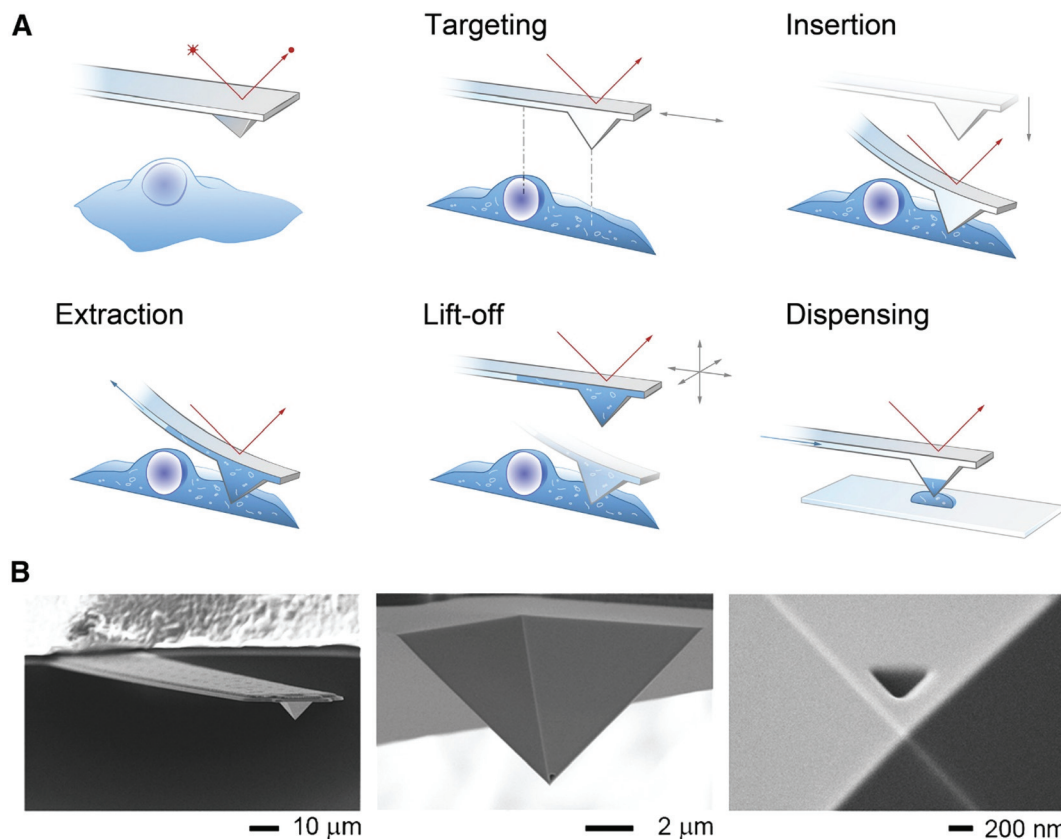 A
Targeting
Insertion
Extraction
Lift-off
Dispensing
B
10 μm
2 μm
200 nm